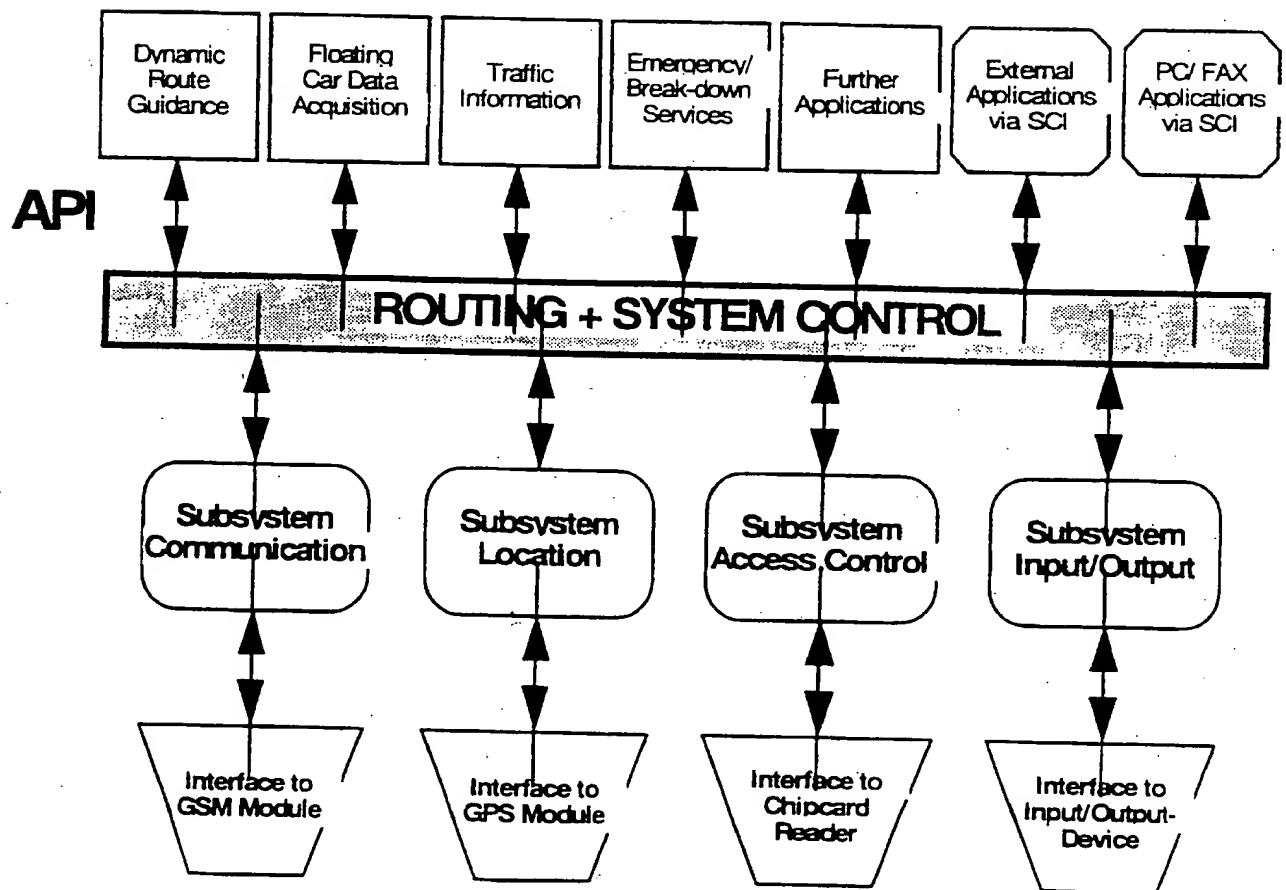 Dynamic
Route
Guidance
Floating
Car Data
Acquisition
Traffic
Information
Emergency/
Break-down
Services
Further
Applications
External
Applications
via SCI
PC/ FAX
Applications
via SCI
API
ROUTING + SYSTEM CONTROL
Subsystem
Communication
Subsystem
Location
Subsystem
Access Control
Subsystem
Input/Output
Interface to
GSM Module
Interface to
GPS Module
Interface to
Chipcard
Reader
Interface to
Input/Output-
Device